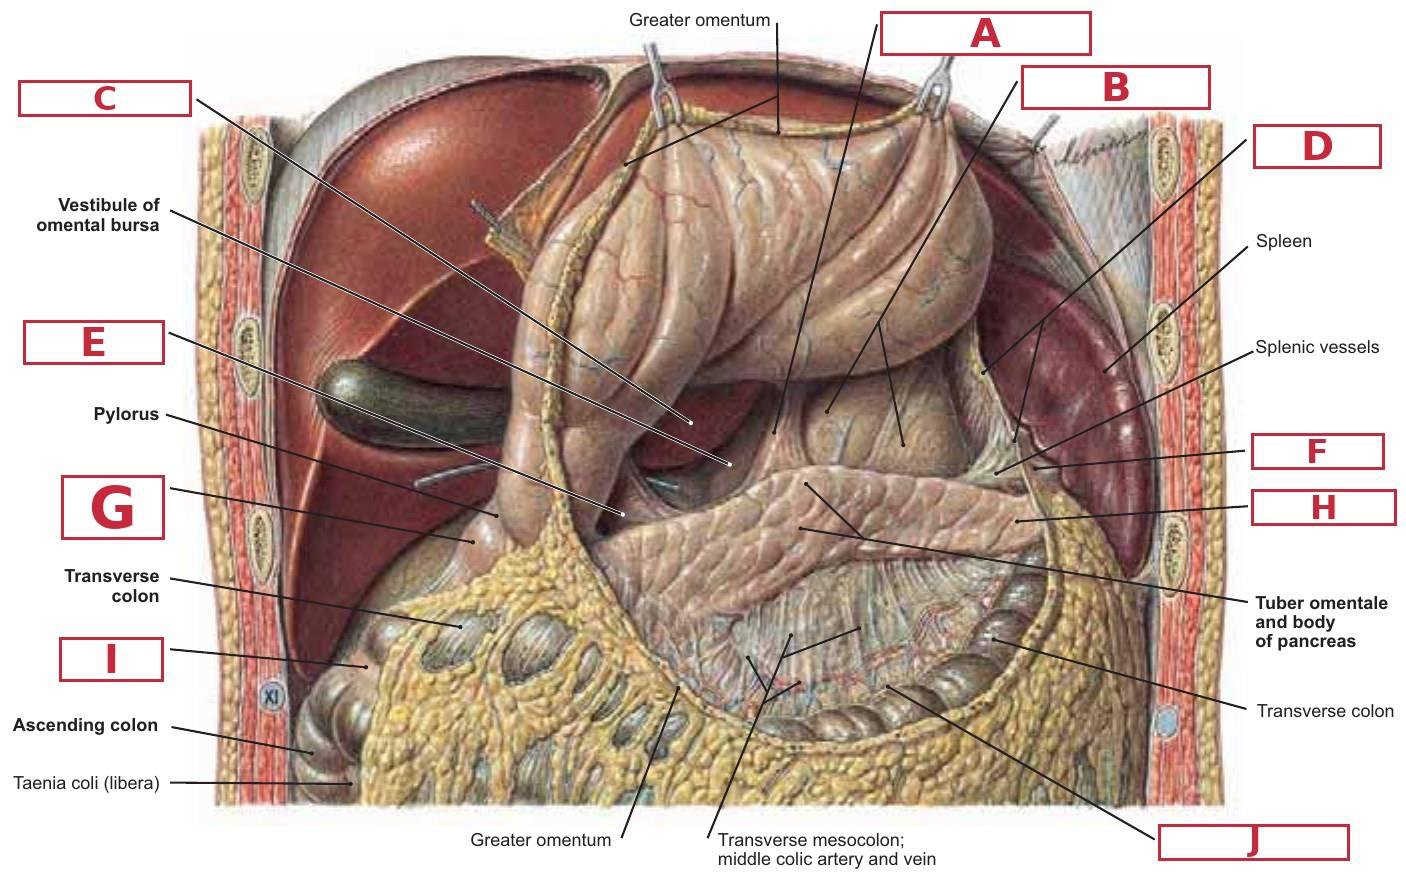 Greater omentum
A
B
C
D
Vestibule of
omental bursa
Spleen
E
Splenic vessels
Pylorus
F
G
H
Transverse
colon
Tuber omentale
and body
of pancreas
I
XI
Transverse colon
Ascending colon
Taenia coli (libera)
J
Greater omentum
Transverse mesocolon;
middle colic artery and vein